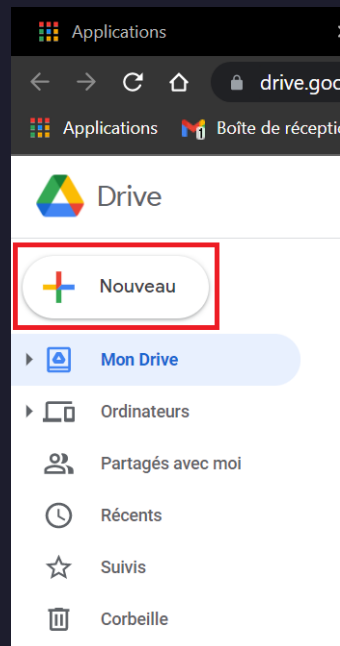 Applications
drive.goo
Applications
1
Boîte de réceptio
Drive
Nouveau
Mon Drive
Ordinateurs
Partagés avec moi
Récents
Suivis
Corbeille